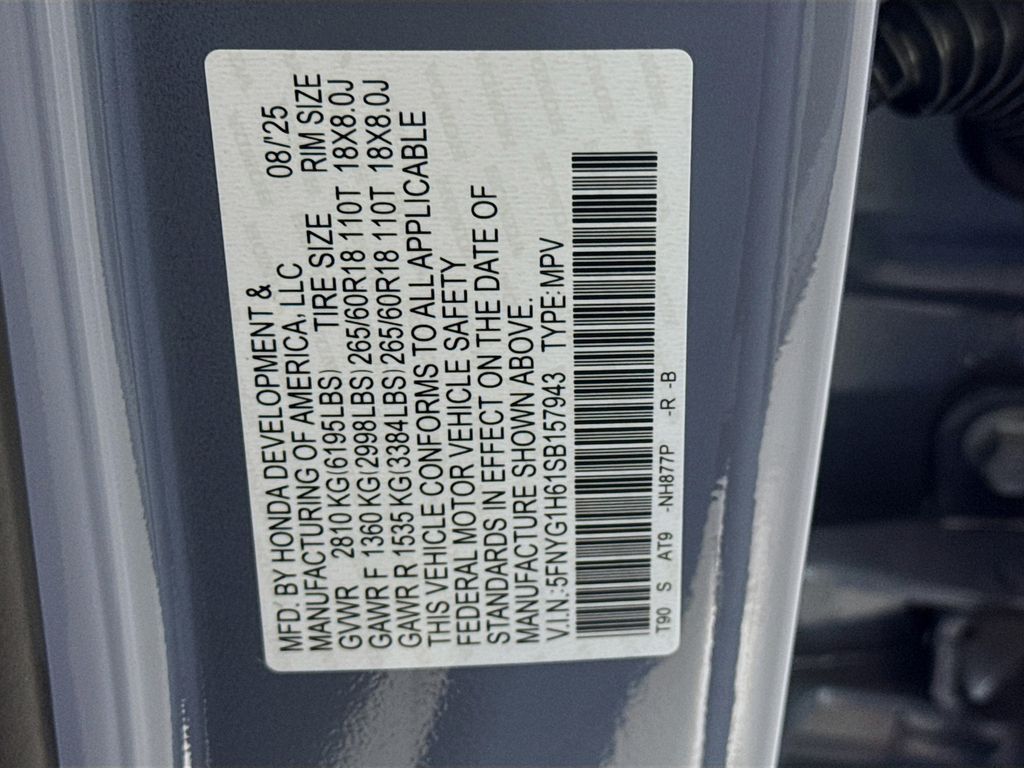 MFD. BY HONDA DEVELOPMENT &
MANUFACTURING OF AMERICA, LLC 08/'25
TIRE SIZE RIM SIZE
GVWR 2810 KG(6195LBS)
GAWR F 1360 KG(2998LBS) 265/60R18 110T 18X8.0J
GAWR R 1535 KG(3384LBS) 265/60R18 110T 18X8.0J
THIS VEHICLE CONFORMS TO ALL APPLICABLE
FEDERAL MOTOR VEHICLE SAFETY
STANDARDS IN EFFECT ON THE DATE OF
MANUFACTURE SHOWN ABOVE.
V.I.N.:5FNYG1H61SB157943 TYPE:MPV
T90 S AT9 -NH877P -R -B